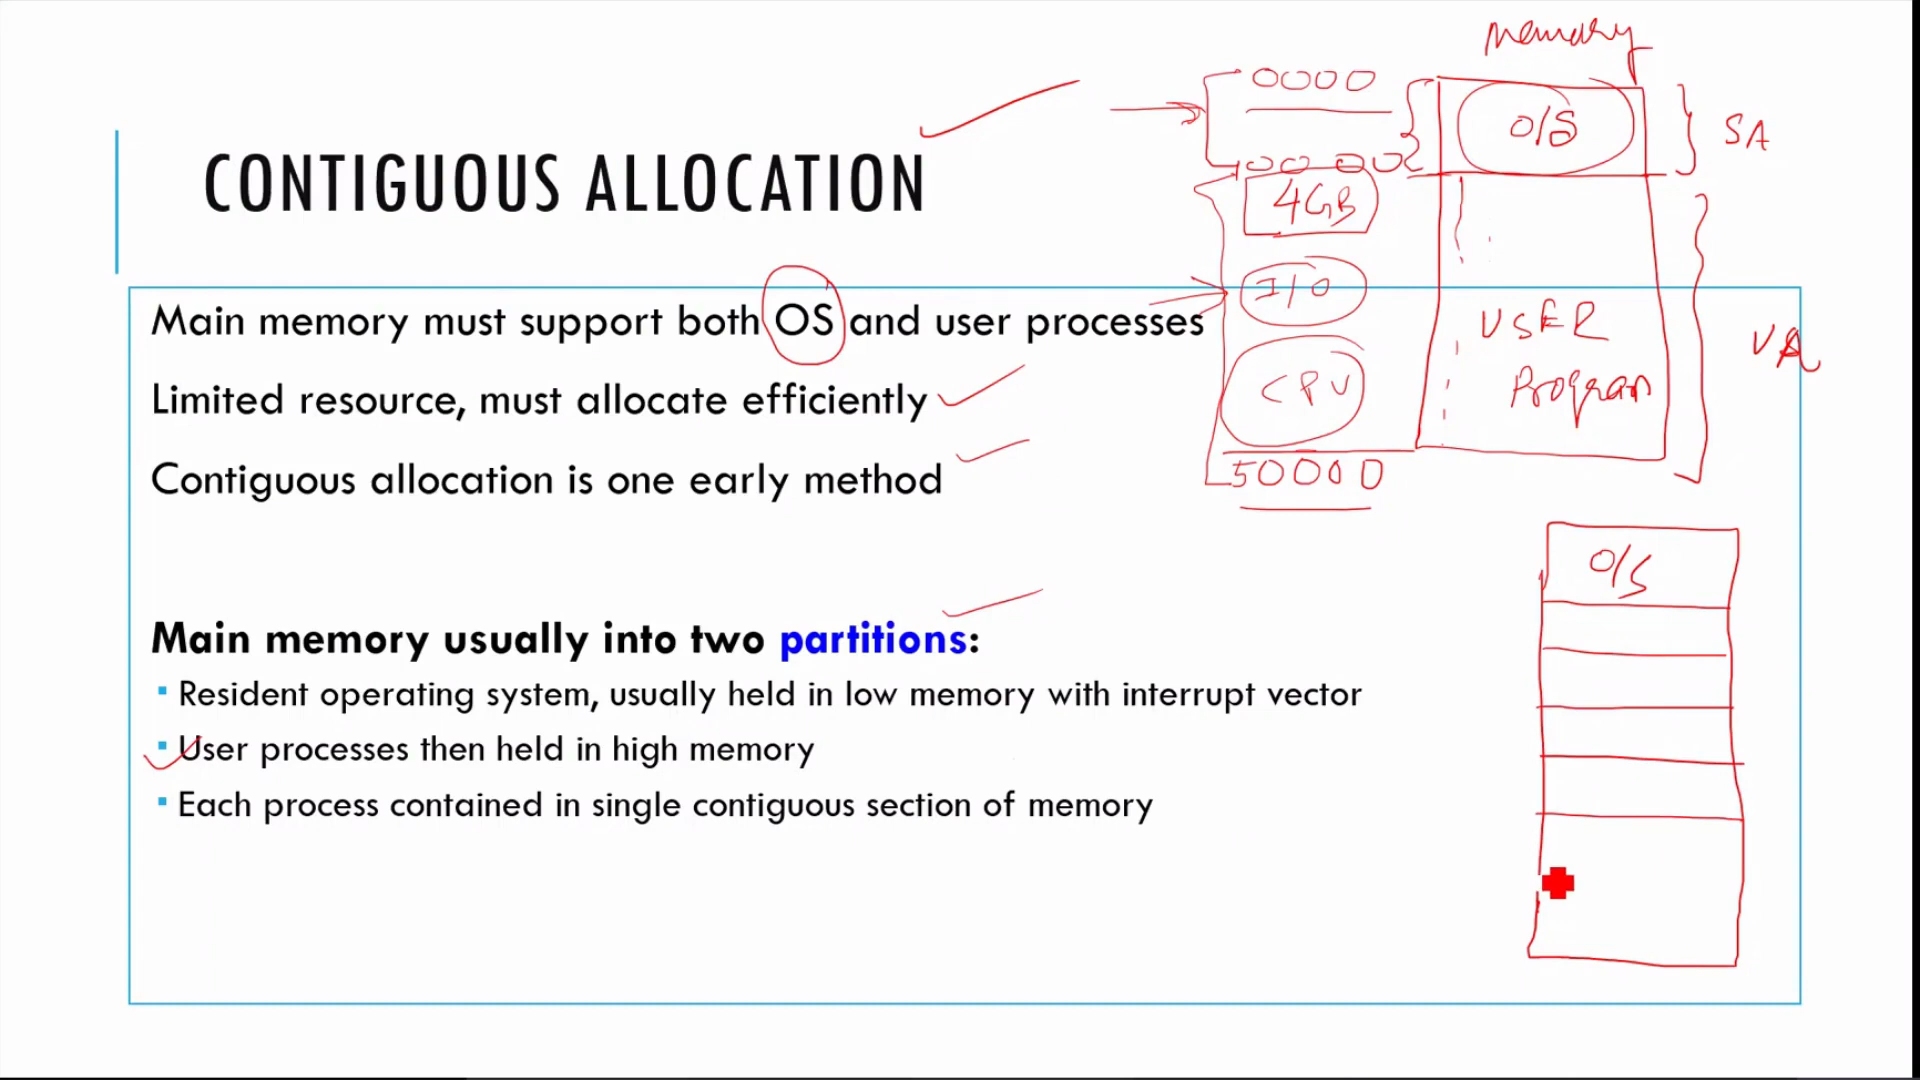 Memory
0000
O/S
SA
CONTIGUOUS ALLOCATION
4GB
I/O
Main memory must support both OS and user processes
USER
Program
CPU
Limited resource, must allocate efficiently
Contiguous allocation is one early method
50000
O/S
Main memory usually into two partitions:
▪ Resident operating system, usually held in low memory with interrupt vector
▪ User processes then held in high memory
▪ Each process contained in single contiguous section of memory